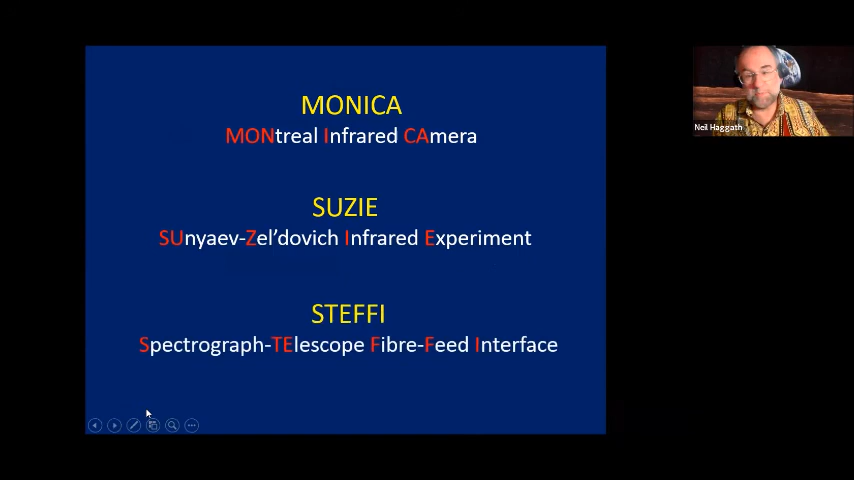 MONICA
MONtreal Infrared CAmera
SUZIE
SUnyaev-Zel’dovich Infrared Experiment
STEFFI
Spectrograph-TElescope Fibre-Feed Interface
Neil Haggath